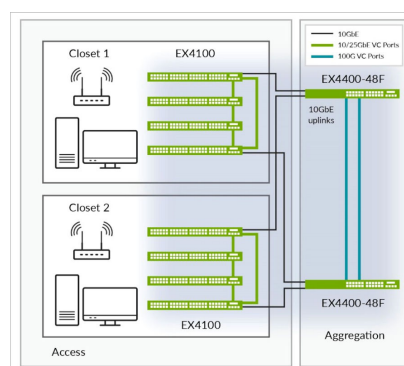 10GbE
10/25GbE VC Ports
100G VC Ports
Closet 1
EX4100
EX4400-48F
10GbE
uplinks
Closet 2
EX4100
EX4400-48F
Aggregation
Access